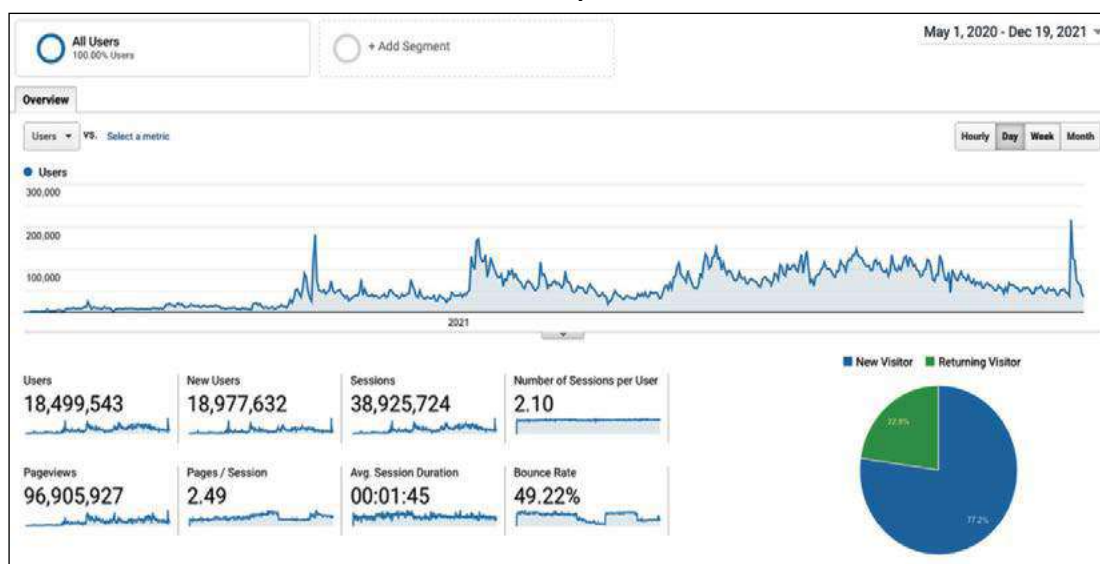 All Users
100.00% Users
+ Add Segment
May 1, 2020 - Dec 19, 2021
Overview
Users
VS.
Select a metric
Hourly Day Week Month
Users
300,000
200,000
100,000
2021
New Visitor Returning Visitor
Users New Users Sessions Number of Sessions per User
18,499,543 18,977,632 38,925,724 2.10
22.8%
Pageviews Pages / Session Avg. Session Duration Bounce Rate
96,905,927 2.49 00:01:45 49.22%
77.2%